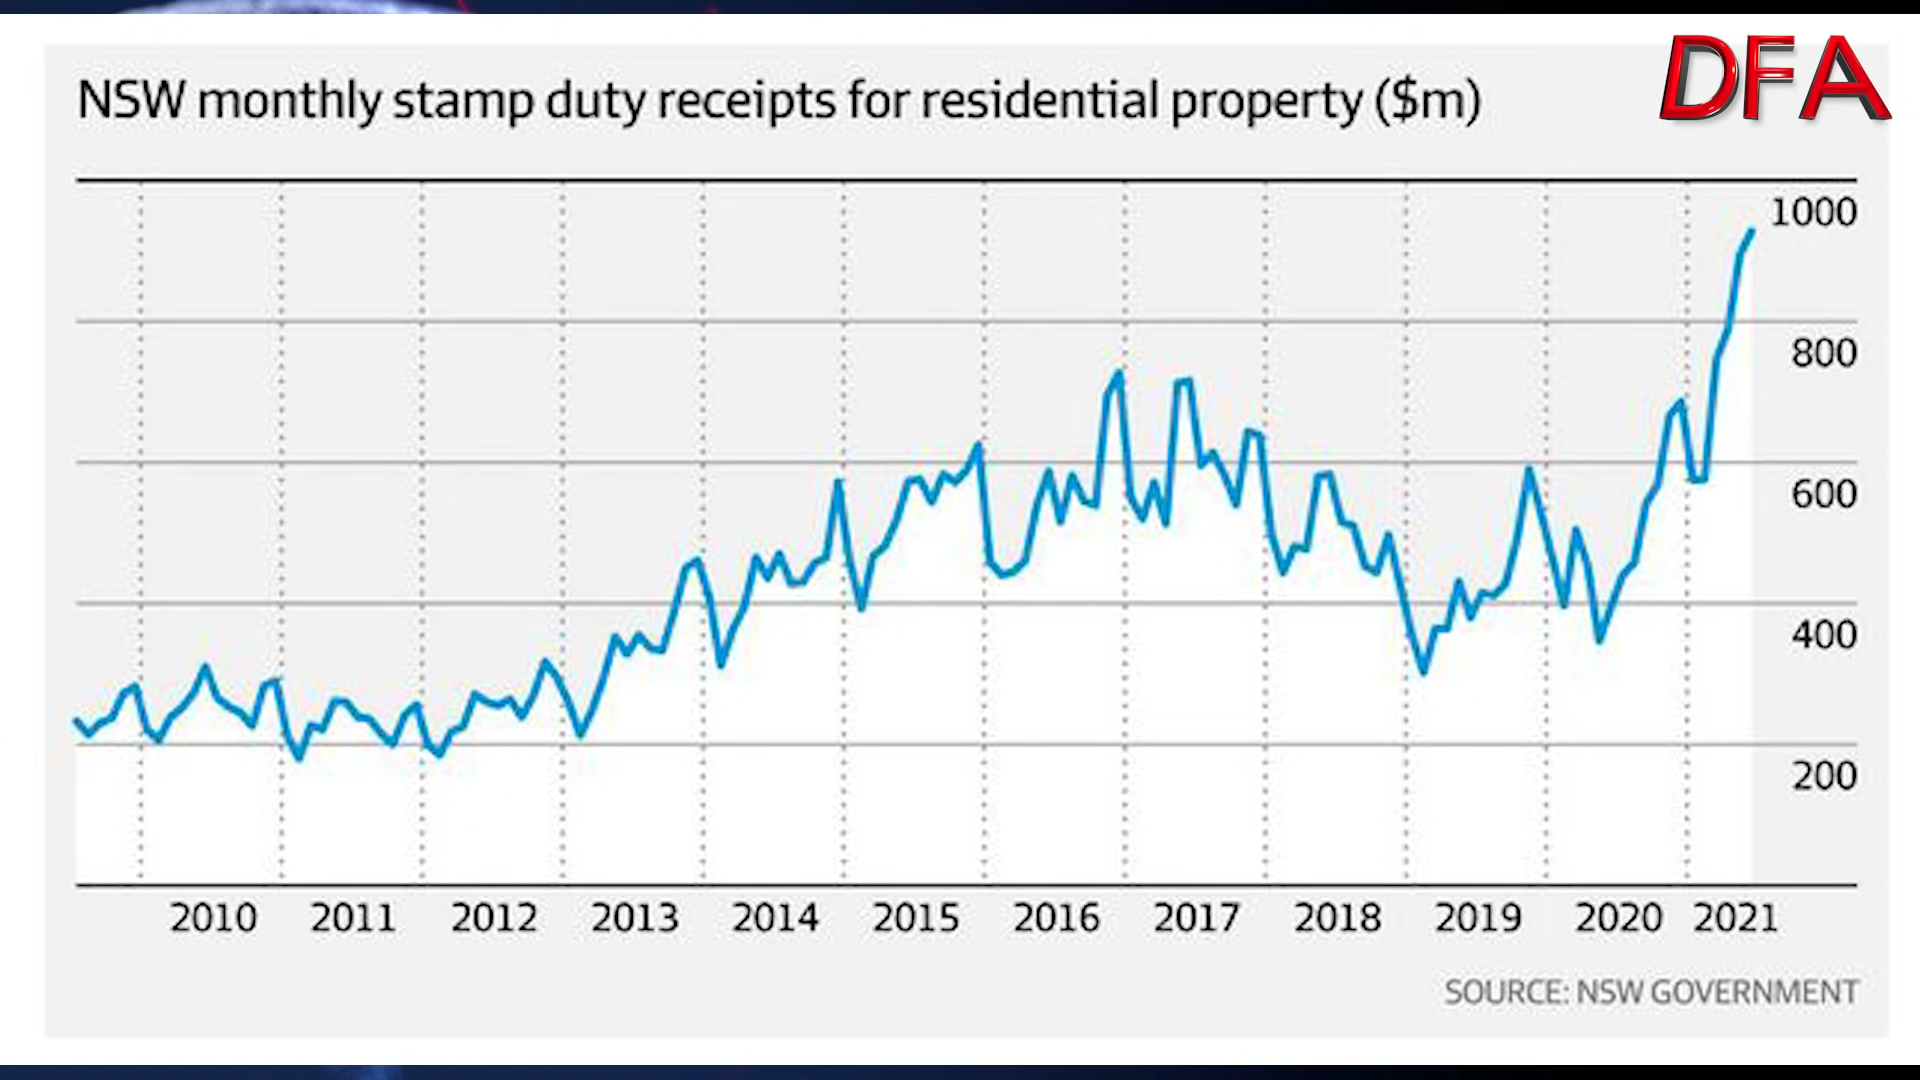 DFA
NSW monthly stamp duty receipts for residential property ($m)
1000
800
600
400
200
2010 2011 2012 2013 2014 2015 2016 2017 2018 2019 2020 2021
SOURCE: NSW GOVERNMENT